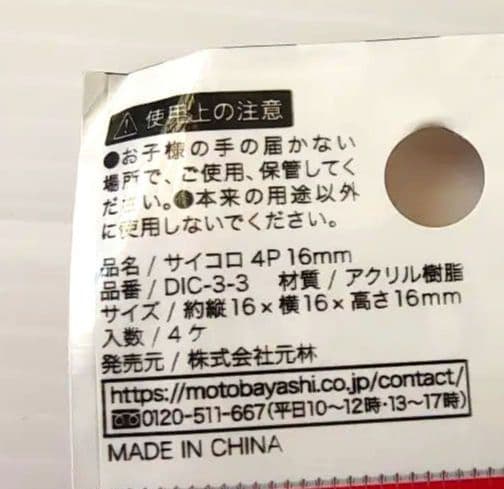 ⚠ 使用上の注意
●お子様の手の届かない
場所で、ご使用、保管してく
ださい。●本来の用途以外
に使用しないでください。
品名/サイコロ 4P 16mm
品番/DIC-3-3 材質/アクリル樹脂
サイズ/約縦16×横16×高さ16mm
入数/4ケ
発売元/株式会社元林
https://motobayashi.co.jp/contact/
0120-511-667(平日10〜12時・13〜17時)
MADE IN CHINA